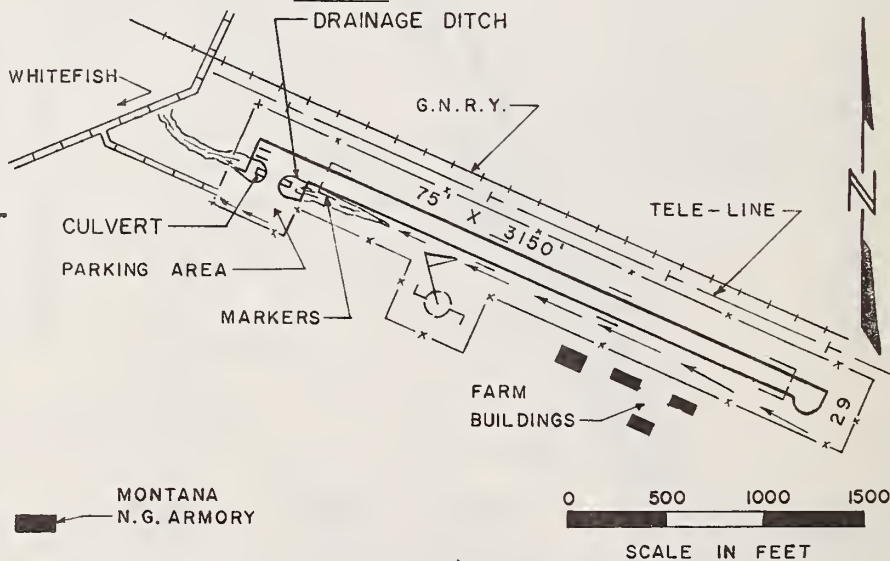 DRAINAGE DITCH
WHITEFISH
G.N.R.Y.
N
75' X 3150'
TELE-LINE
CULVERT
PARKING AREA
MARKERS
FARM
BUILDINGS
29
MONTANA
N.G. ARMORY
0 500 1000 1500
SCALE IN FEET